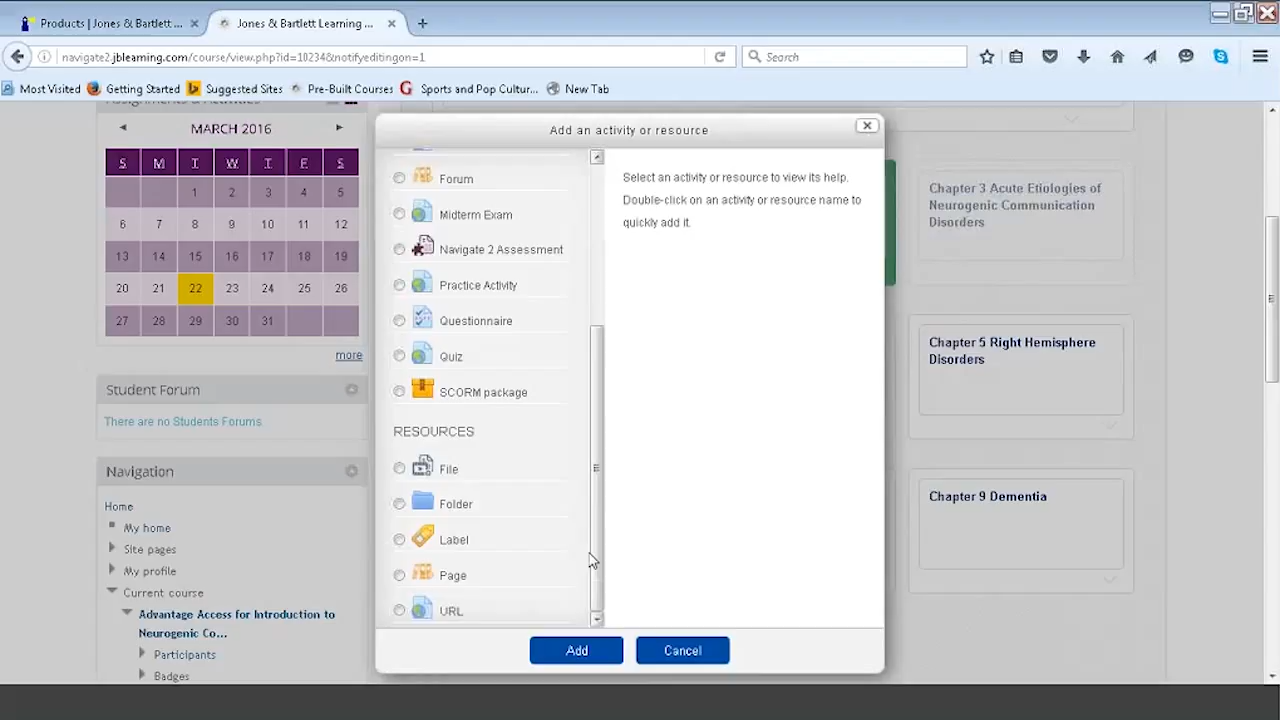 Products | Jones & Bartlett ...
Jones & Bartlett Learning ...
navigate2.jblearning.com/course/view.php?id=10234&notifyeditingon=1
Search
Most Visited
Getting Started
Suggested Sites
Pre-Built Courses
Sports and Pop Cultur...
New Tab
Assignments & Activities
MARCH 2016
S M T W T F S
1 2 3 4 5
6 7 8 9 10 11 12
13 14 15 16 17 18 19
20 21 22 23 24 25 26
27 28 29 30 31
more
Student Forum
There are no Students Forums
Navigation
Home
My home
Site pages
My profile
Current course
Advantage Access for Introduction to
Neurogenic Co...
Participants
Badges
Add an activity or resource
Forum
Midterm Exam
Navigate 2 Assessment
Practice Activity
Questionnaire
Quiz
SCORM package
RESOURCES
File
Folder
Label
Page
URL
Select an activity or resource to view its help.
Double-click on an activity or resource name to
quickly add it.
Add
Cancel
Chapter 3 Acute Etiologies of
Neurogenic Communication
Disorders
Chapter 5 Right Hemisphere
Disorders
Chapter 9 Dementia